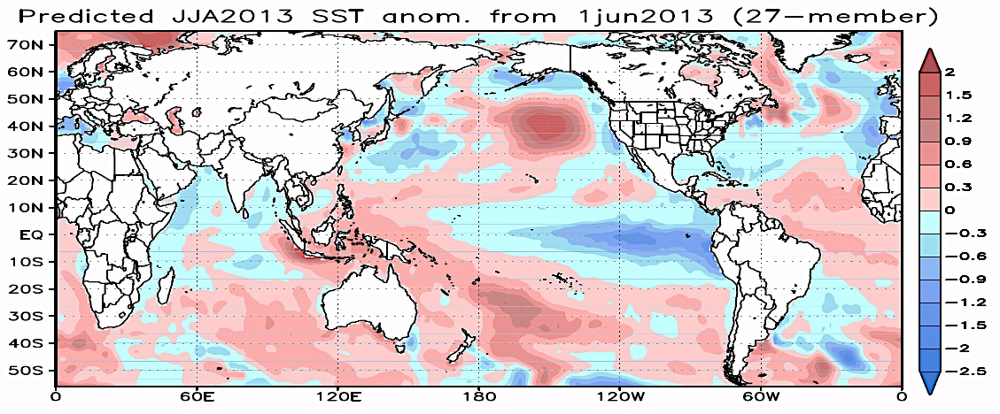 Predicted JJA2013 SST anom. from 1jun2013 (27-member)
70N
60N
50N
40N
30N
20N
10N
EQ
10S
20S
30S
40S
50S
0 60E 120E 180 120W 60W 0
2
1.5
1.2
0.9
0.6
0.3
0
-0.3
-0.6
-0.9
-1.2
-1.5
-2
-2.5